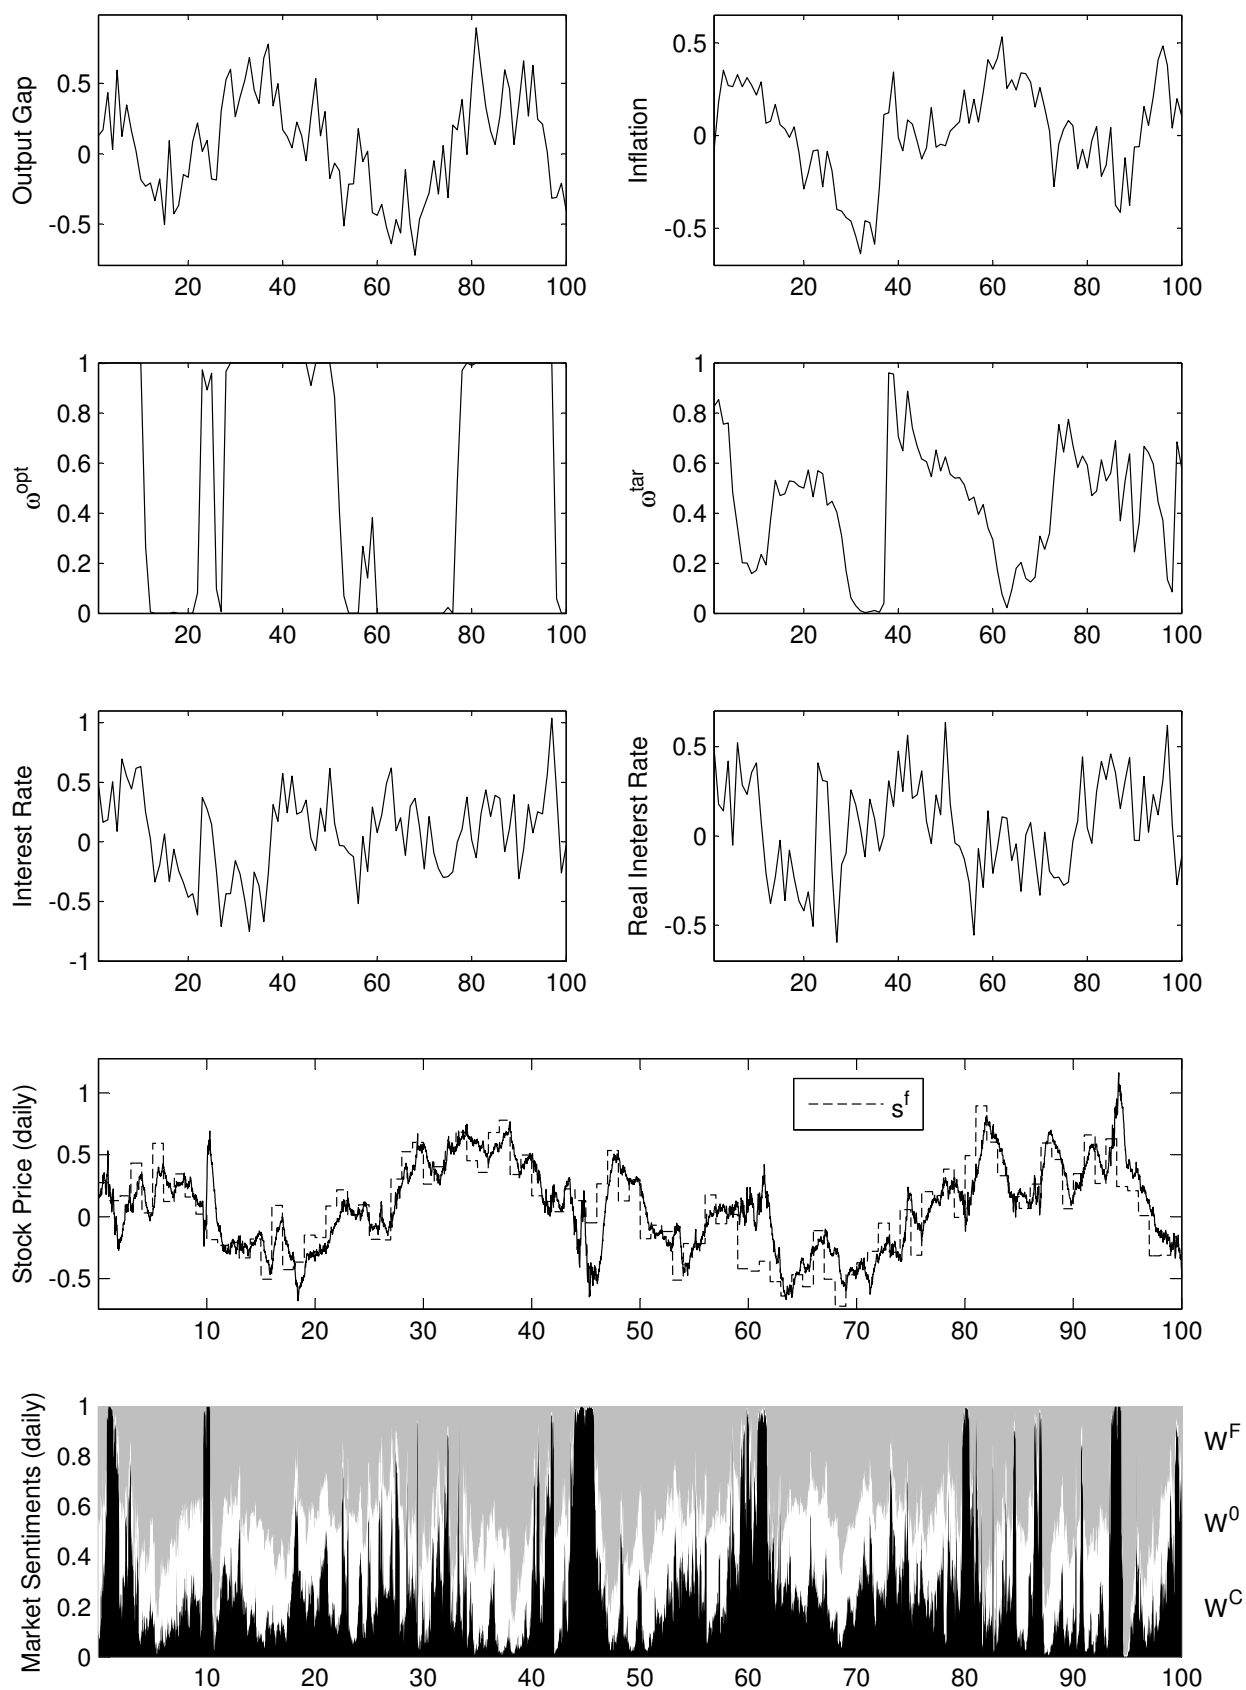 Output Gap
0.5
0
-0.5
20 40 60 80 100
Inflation
0.5
0
-0.5
20 40 60 80 100
ω^opt
1
0.8
0.6
0.4
0.2
0
20 40 60 80 100
ω^tar
1
0.8
0.6
0.4
0.2
0
20 40 60 80 100
Interest Rate
1
0.5
0
-0.5
-1
20 40 60 80 100
Real Ineterst Rate
0.5
0
-0.5
20 40 60 80 100
Stock Price (daily)
1
0.5
0
-0.5
s^f
10 20 30 40 50 60 70 80 90 100
Market Sentiments (daily)
1
0.8
0.6
0.4
0.2
0
W^F
W^0
W^C
10 20 30 40 50 60 70 80 90 100